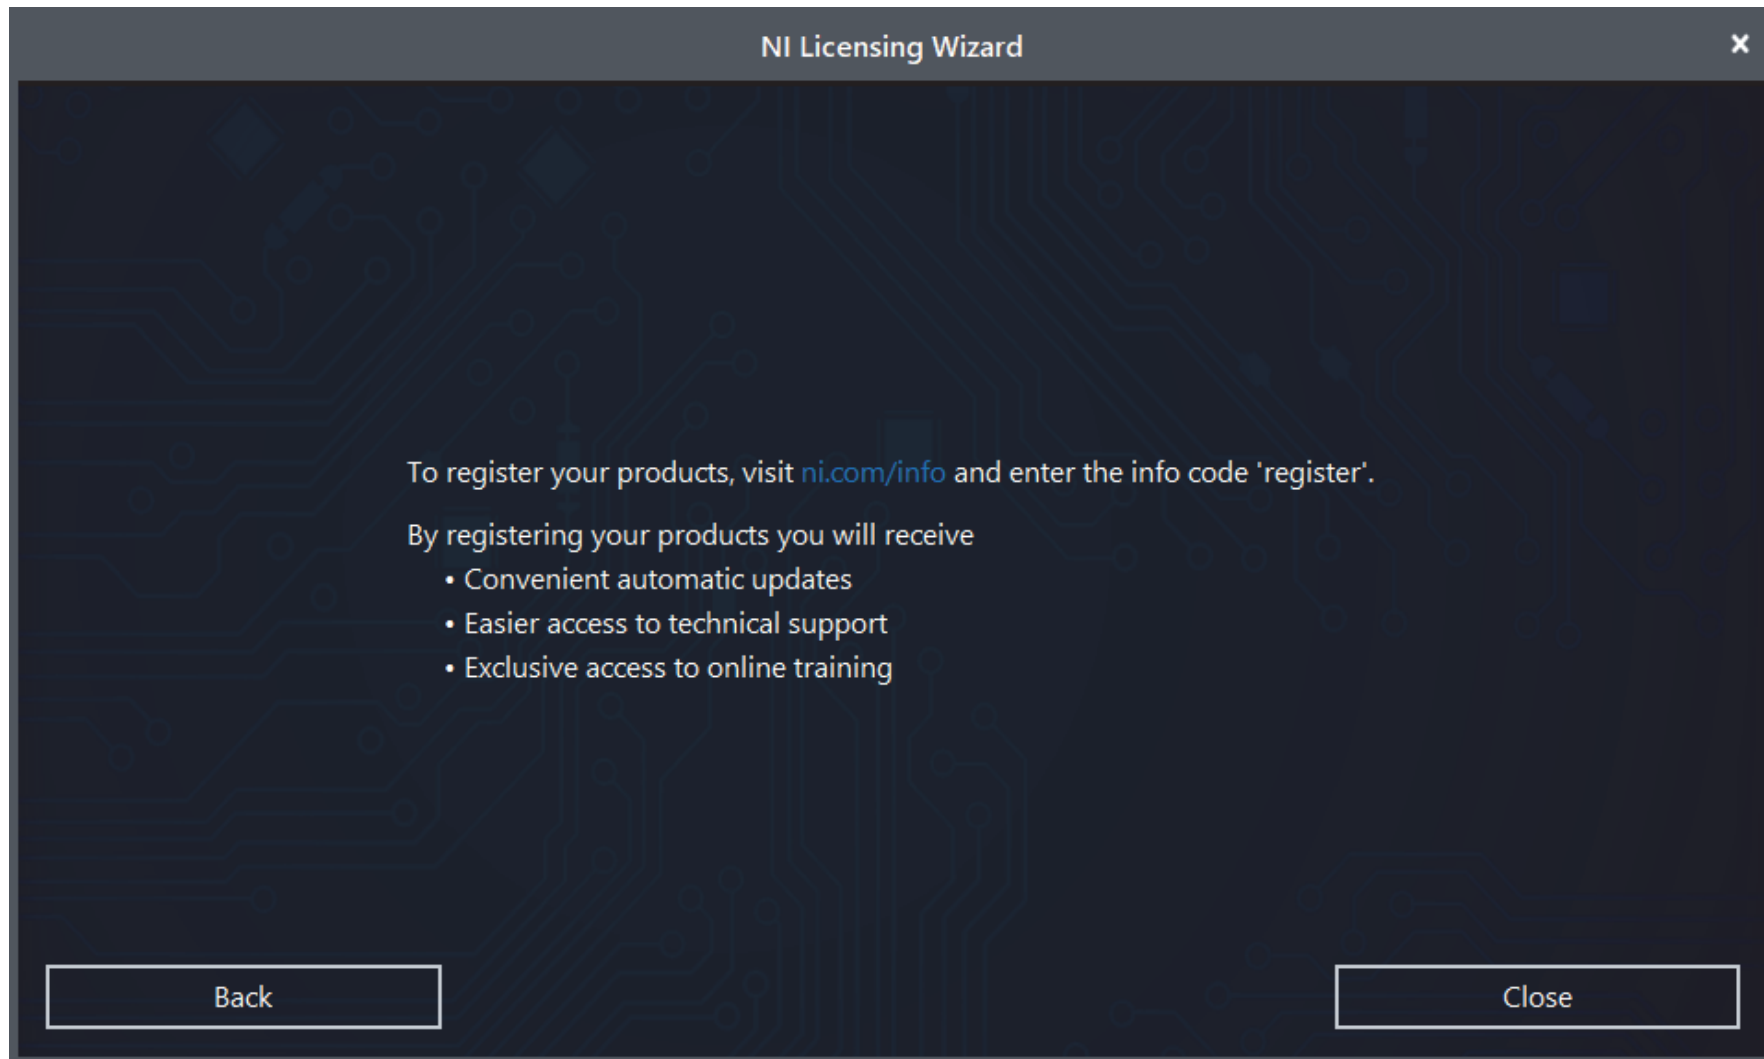 NI Licensing Wizard
To register your products, visit ni.com/info and enter the info code 'register'.
By registering your products you will receive
• Convenient automatic updates
• Easier access to technical support
• Exclusive access to online training
Back
Close